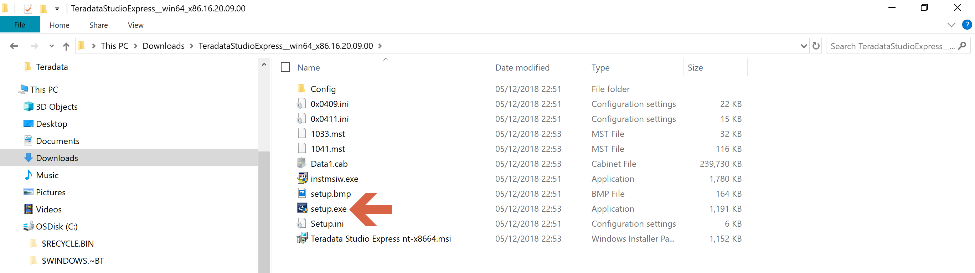 TeradataStudioExpress__win64_x86.16.20.09.00
File Home Share View
This PC > Downloads > TeradataStudioExpress__win64_x86.16.20.09.00 > Search TeradataStudioExpress__...
Teradata
This PC
3D Objects
Desktop
Documents
Downloads
Music
Pictures
Videos
OSDisk (C:)
$RECYCLE.BIN
$WINDOWS.~BT
Name Date modified Type Size
Config 05/12/2018 22:51 File folder
0x0409.ini 05/12/2018 22:51 Configuration settings 22 KB
0x0411.ini 05/12/2018 22:51 Configuration settings 15 KB
1033.mst 05/12/2018 22:53 MST File 32 KB
1041.mst 05/12/2018 22:53 MST File 116 KB
Data1.cab 05/12/2018 22:53 Cabinet File 239,730 KB
instmsiw.exe 05/12/2018 22:51 Application 1,780 KB
setup.bmp 05/12/2018 22:51 BMP File 164 KB
setup.exe 05/12/2018 22:53 Application 1,191 KB
Setup.ini 05/12/2018 22:51 Configuration settings 6 KB
Teradata Studio Express nt-x8664.msi 05/12/2018 22:53 Windows Installer Pa... 1,152 KB